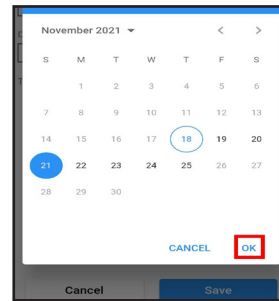 November 2021
S M T W T F S
1 2 3 4 5 6
7 8 9 10 11 12 13
14 15 16 17 18 19 20
21 22 23 24 25 26 27
28 29 30
CANCEL OK
Cancel Save